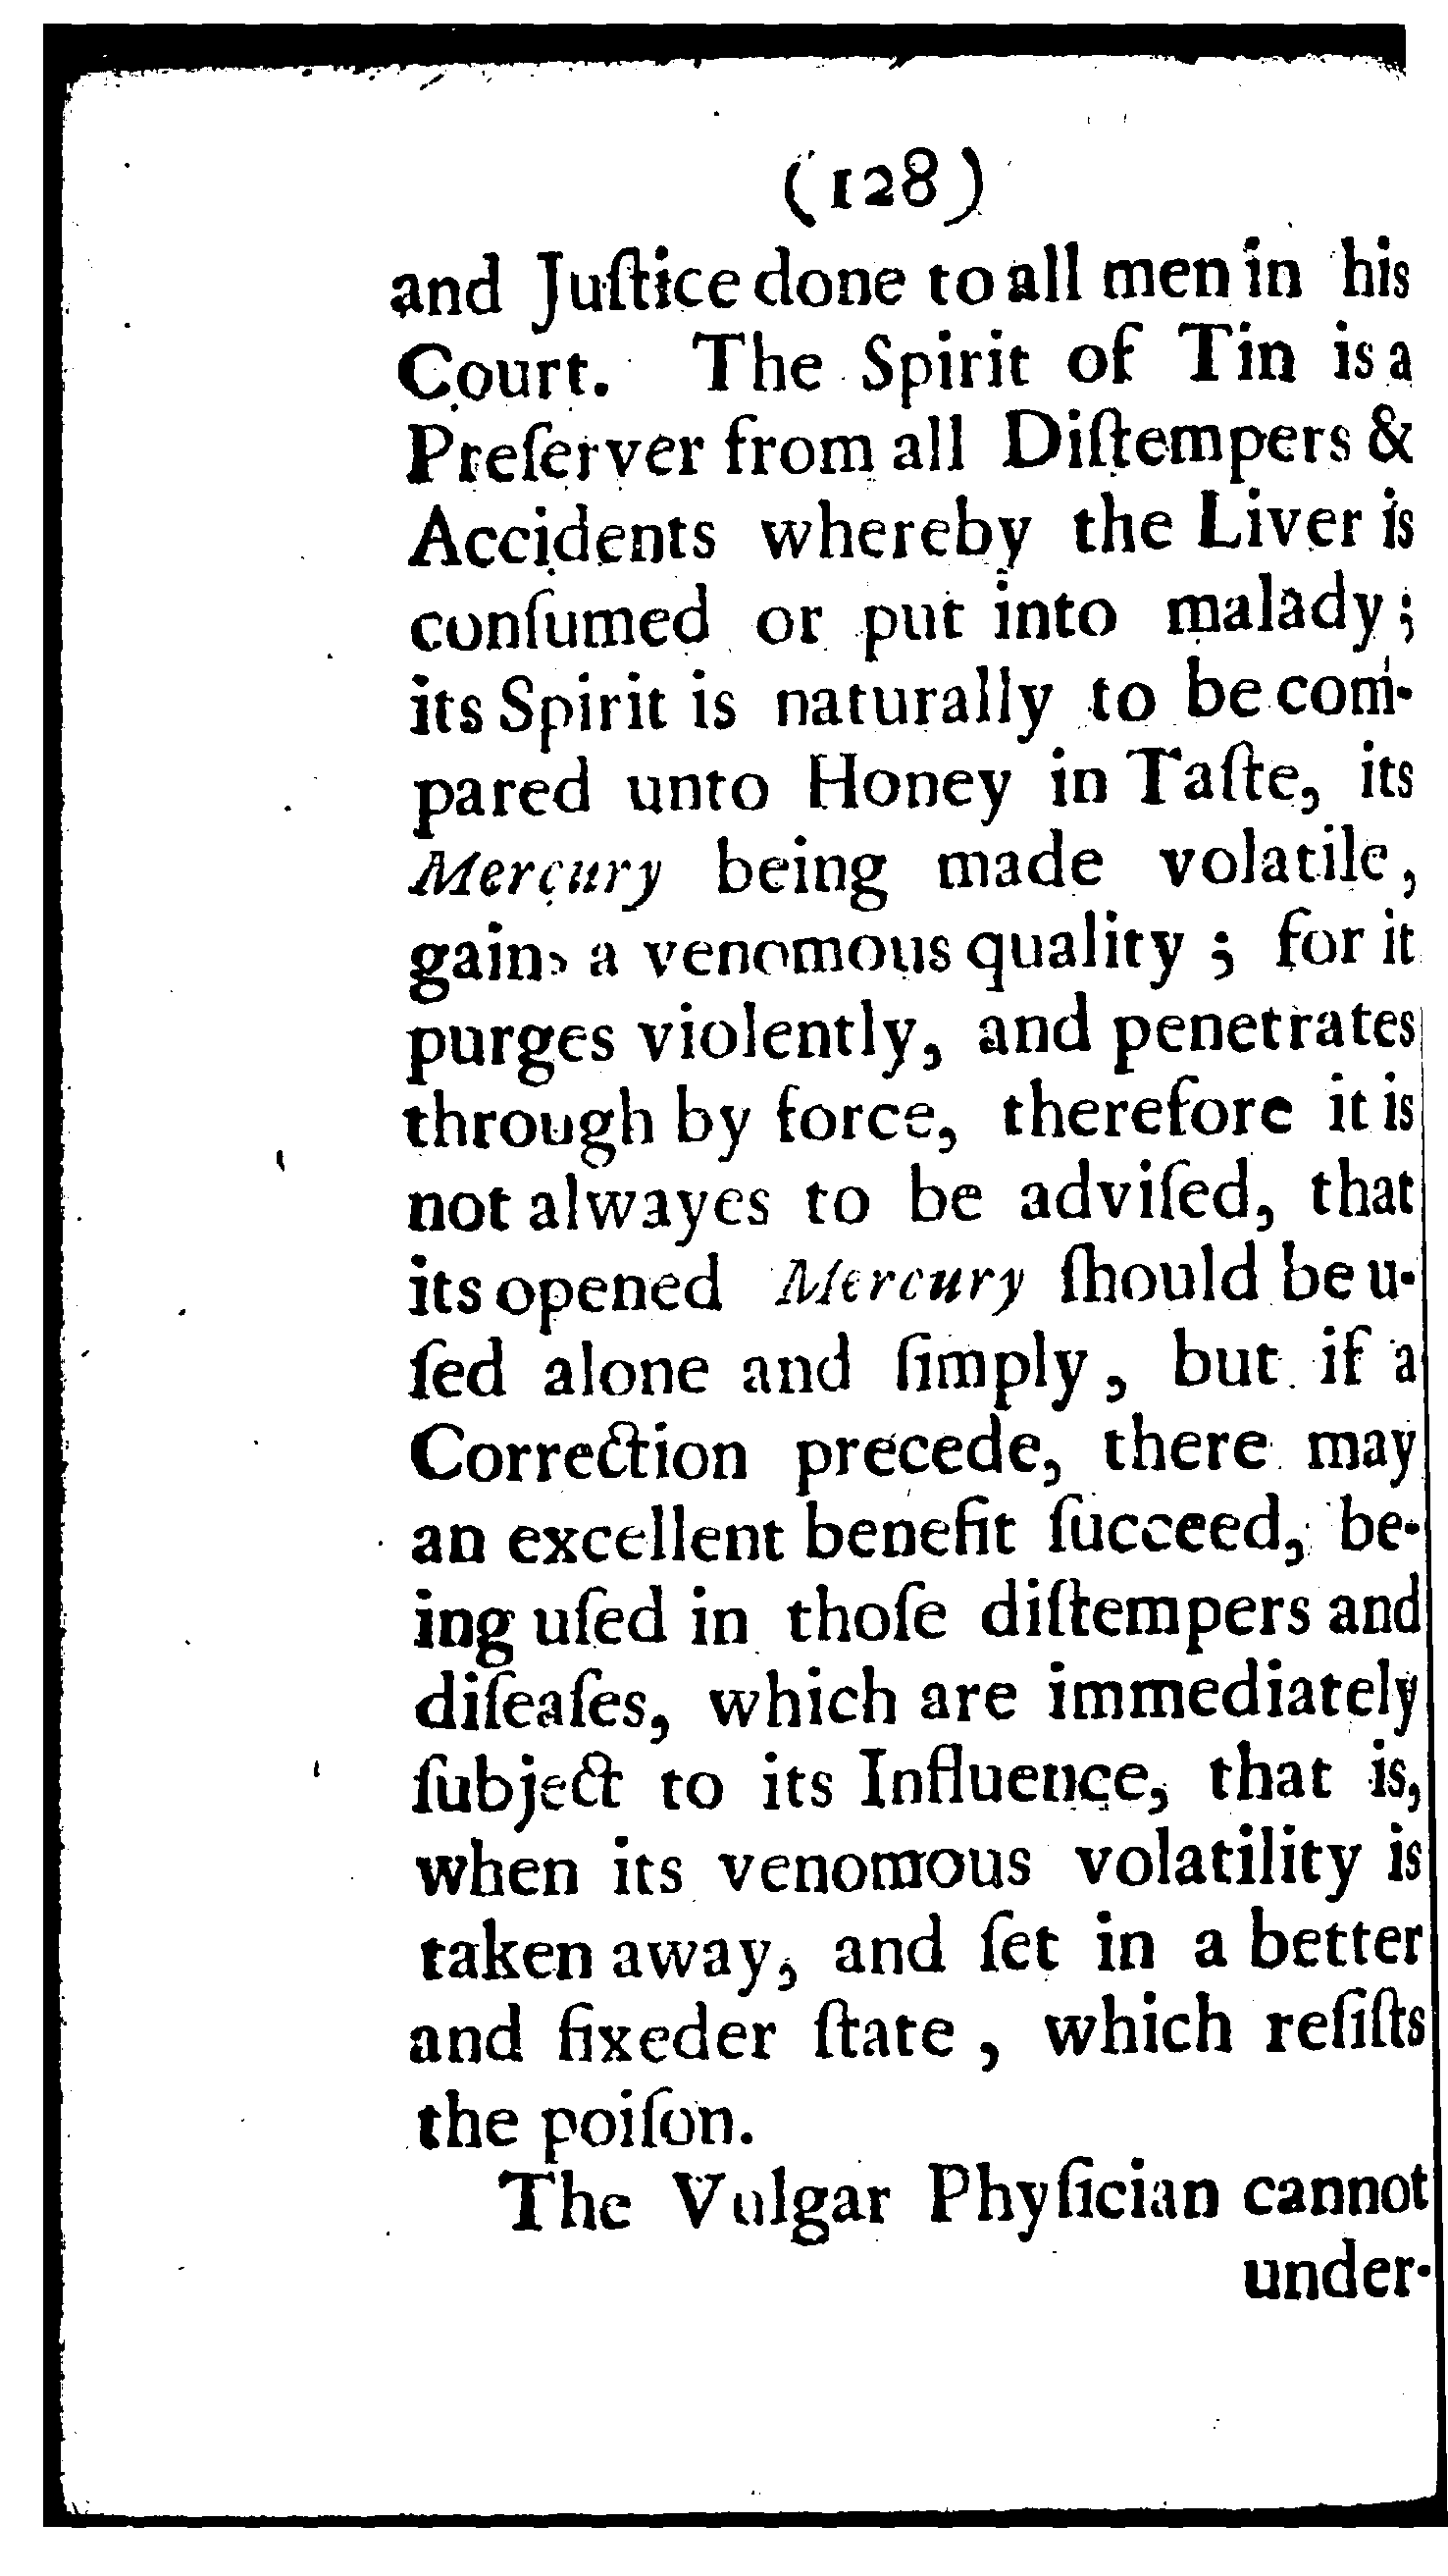 (128)
and Juſtice done to all men in his
Court. The Spirit of Tin is a
Preſerver from all Diſtempers &
Accidents whereby the Liver is
conſumed or put into malady;
its Spirit is naturally to be com-
pared unto Honey in Taſte, its
Mercury being made volatile,
gains a venomous quality; for it
purges violently, and penetrates
through by force, therefore it is
not alwayes to be adviſed, that
its opened Mercury ſhould be u-
ſed alone and ſimply, but if a
Correction precede, there may
an excellent benefit ſucceed, be-
ing uſed in thoſe diſtempers and
diſeaſes, which are immediately
ſubject to its Influence, that is,
when its venomous volatility is
taken away, and ſet in a better
and fixeder ſtate, which reſiſts
the poiſon.
The Vulgar Phyſician cannot
under-